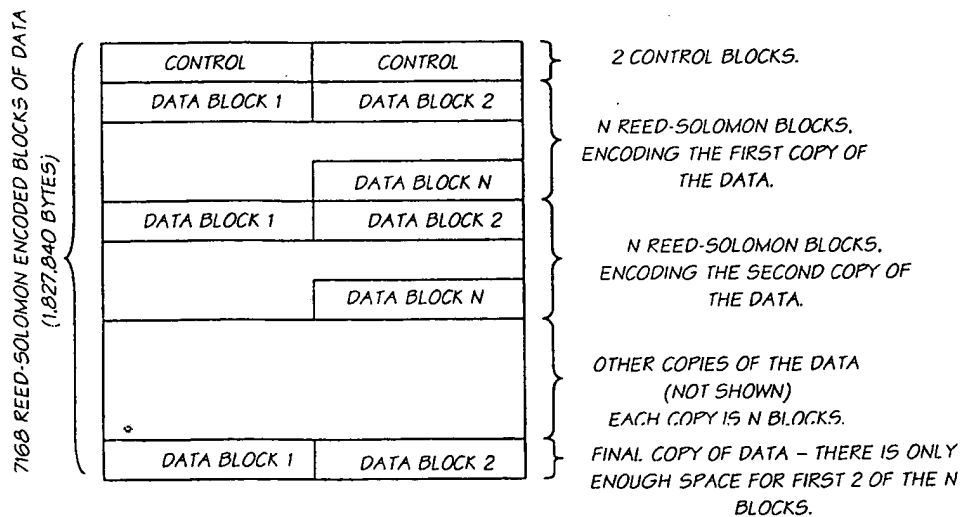 7168 REED-SOLOMON ENCODED BLOCKS OF DATA
(1,827,840 BYTES)
CONTROL CONTROL
DATA BLOCK 1 DATA BLOCK 2
DATA BLOCK N
DATA BLOCK 1 DATA BLOCK 2
DATA BLOCK N
DATA BLOCK 1 DATA BLOCK 2
2 CONTROL BLOCKS.
N REED-SOLOMON BLOCKS,
ENCODING THE FIRST COPY OF
THE DATA.
N REED-SOLOMON BLOCKS,
ENCODING THE SECOND COPY OF
THE DATA.
OTHER COPIES OF THE DATA
(NOT SHOWN)
EACH COPY IS N BLOCKS.
FINAL COPY OF DATA – THERE IS ONLY
ENOUGH SPACE FOR FIRST 2 OF THE N
BLOCKS.